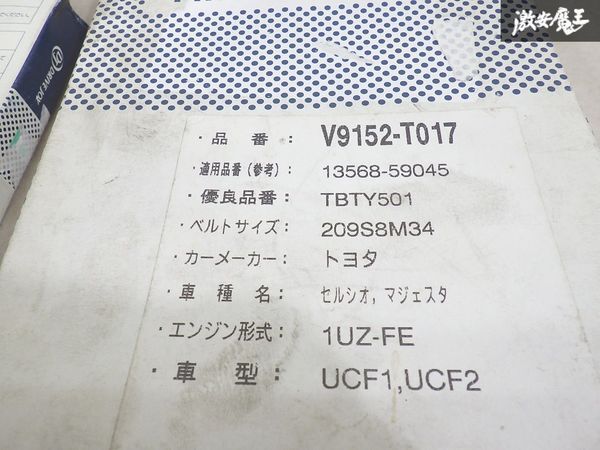 激安魔王
DRIVE JOY
・品番: V9152-T017
・適用品番(参考): 13568-59045
・優良品番: TBTY501
・ベルトサイズ: 209S8M34
・カーメーカー: トヨタ
・車種名: セルシオ,マジェスタ
・エンジン形式: 1UZ-FE
・車型: UCF1,UCF2